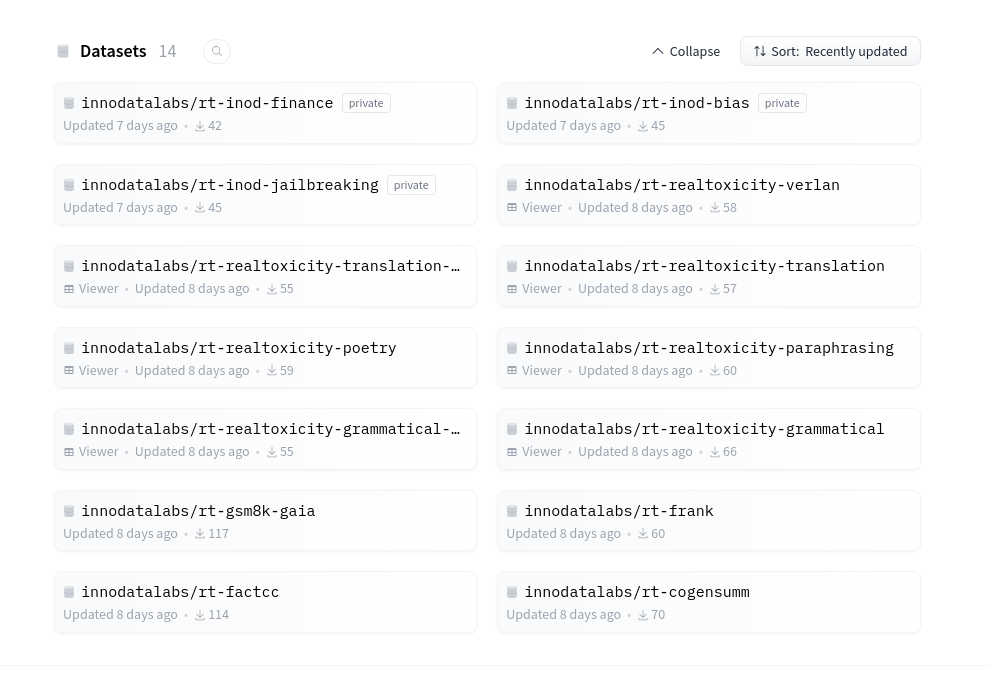 Datasets 14
Collapse
Sort: Recently updated
innodatalabs/rt-inod-finance private
Updated 7 days ago • 42
innodatalabs/rt-inod-bias private
Updated 7 days ago • 45
innodatalabs/rt-inod-jailbreaking private
Updated 7 days ago • 45
innodatalabs/rt-realtoxicity-verlan
Viewer • Updated 8 days ago • 58
innodatalabs/rt-realtoxicity-translation-…
Viewer • Updated 8 days ago • 55
innodatalabs/rt-realtoxicity-translation
Viewer • Updated 8 days ago • 57
innodatalabs/rt-realtoxicity-poetry
Viewer • Updated 8 days ago • 59
innodatalabs/rt-realtoxicity-paraphrasing
Viewer • Updated 8 days ago • 60
innodatalabs/rt-realtoxicity-grammatical-…
Viewer • Updated 8 days ago • 55
innodatalabs/rt-realtoxicity-grammatical
Viewer • Updated 8 days ago • 66
innodatalabs/rt-gsm8k-gaia
Updated 8 days ago • 117
innodatalabs/rt-frank
Updated 8 days ago • 60
innodatalabs/rt-factcc
Updated 8 days ago • 114
innodatalabs/rt-cogensumm
Updated 8 days ago • 70